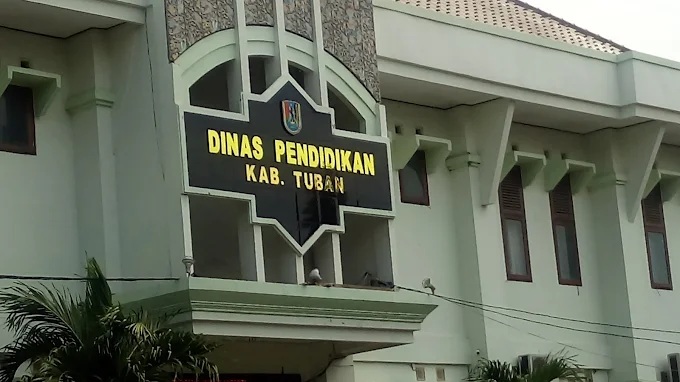 DINAS PENDIDIKAN
KAB. TUBAN